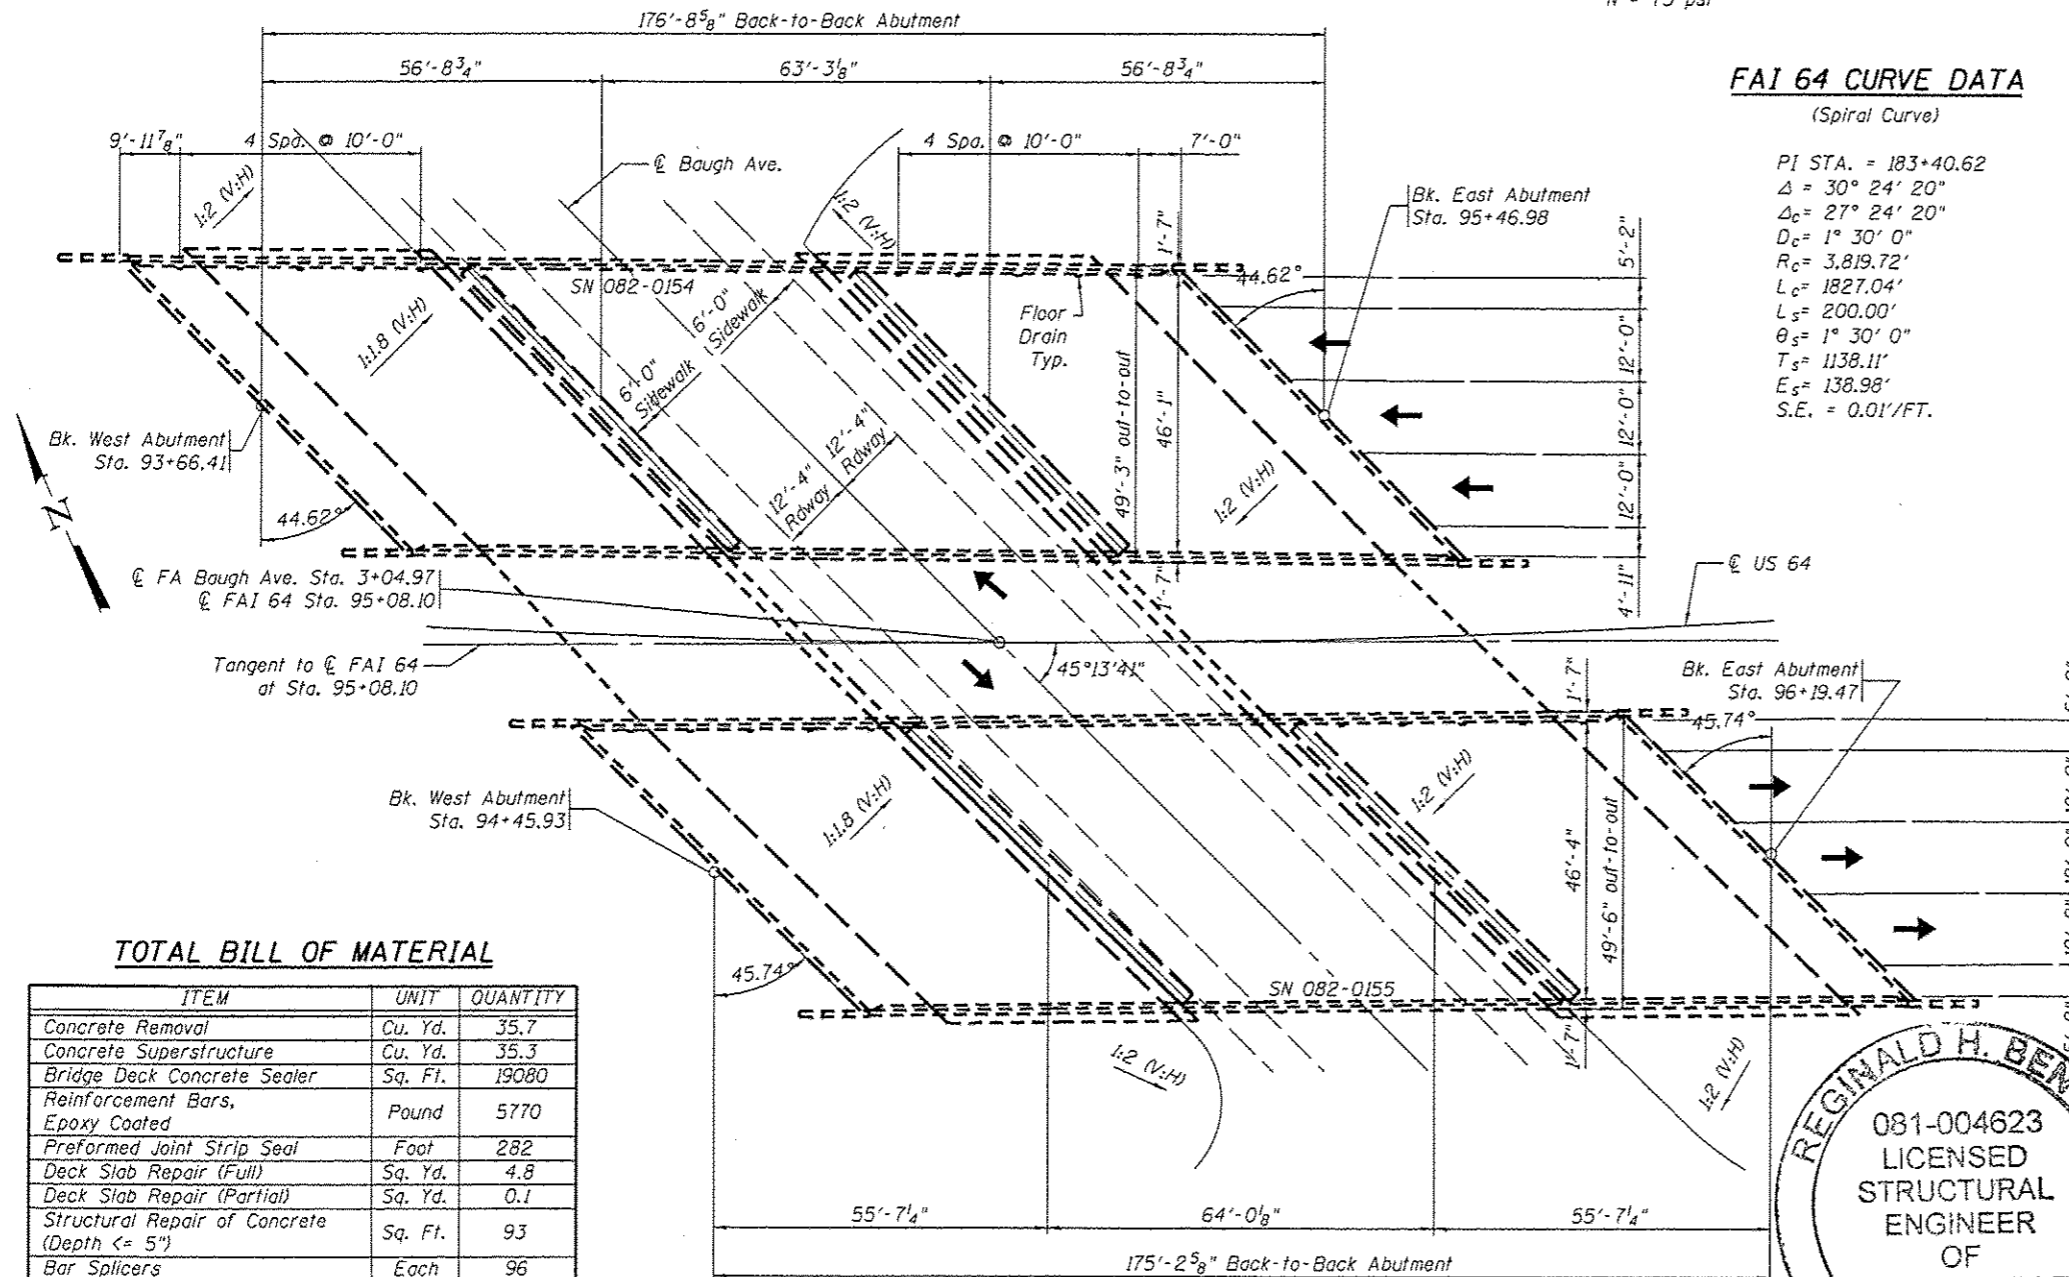 176'-8 5/8" Back-to-Back Abutment
56'-8 3/4"
63'-3 1/8"
56'-8 3/4"
9'-11 7/8"
4 Spa. @ 10'-0"
℄ Baugh Ave.
4 Spa. @ 10'-0"
7'-0"
1:2 (V:H)
1:2 (V:H)
Bk. East Abutment
Sta. 95+46.98
1'-7"
5'-2"
44.62°
SN 082-0154
Floor
Drain
Typ.
1:1.8 (V:H)
6'-0"
Sidewalk
6'-0"
Sidewalk
12'-0"
12'-0"
12'-0"
49'-3" out-to-out
46'-1"
Bk. West Abutment
Sta. 93+66.41
N
44.62°
12'-4"
Rdway
12'-4"
Rdway
1:2 (V:H)
1'-7"
4'-11"
℄ FA Baugh Ave. Sta. 3+04.97
℄ FAI 64 Sta. 95+08.10
℄ US 64
Tangent to ℄ FAI 64
at Sta. 95+08.10
45°13'41"
1'-7"
Bk. East Abutment
Sta. 96+19.47
45.74°
Bk. West Abutment
Sta. 94+45.93
1:1.8 (V:H)
1:2 (V:H)
46'-4"
49'-6" out-to-out
45.74°
SN 082-0155
1:2 (V:H)
1'-7"
1:2 (V:H)
55'-7 1/4"
64'-0 1/8"
55'-7 1/4"
175'-2 5/8" Back-to-Back Abutment
FAI 64 CURVE DATA
(Spiral Curve)
PI STA. = 183+40.62
Δ = 30° 24' 20"
Δc= 27° 24' 20"
Dc= 1° 30' 0"
Rc= 3,819.72'
Lc= 1827.04'
Ls= 200.00'
θs= 1° 30' 0"
Ts= 1138.11'
Es= 138.98'
S.E. = 0.01'/FT.
TOTAL BILL OF MATERIAL
ITEM UNIT QUANTITY
Concrete Removal Cu. Yd. 35.7
Concrete Superstructure Cu. Yd. 35.3
Bridge Deck Concrete Sealer Sq. Ft. 19080
Reinforcement Bars,
Epoxy Coated Pound 5770
Preformed Joint Strip Seal Foot 282
Deck Slab Repair (Full) Sq. Yd. 4.8
Deck Slab Repair (Partial) Sq. Yd. 0.1
Structural Repair of Concrete
(Depth <= 5") Sq. Ft. 93
Bar Splicers Each 96
REGINALD H. BEN
081-004623
LICENSED
STRUCTURAL
ENGINEER
OF